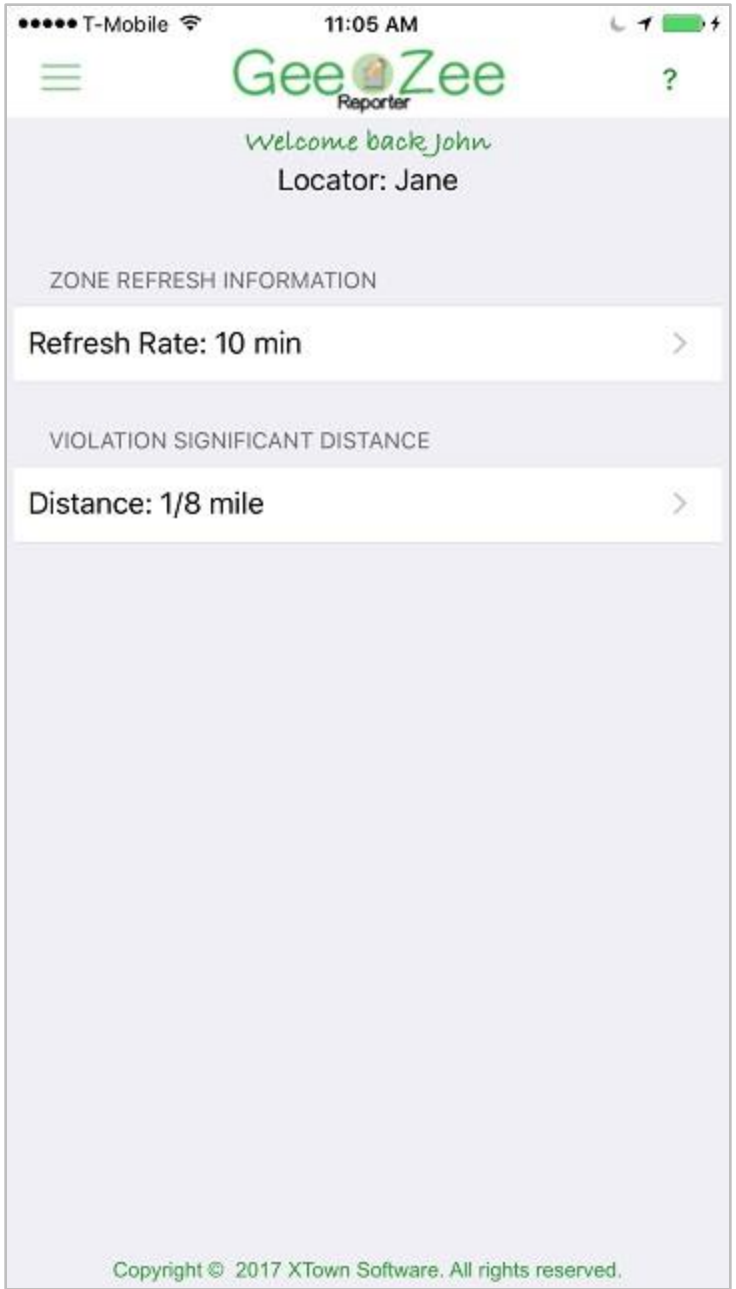 T-Mobile 11:05 AM
Gee Zee ?
Reporter
Welcome back John
Locator: Jane
ZONE REFRESH INFORMATION
Refresh Rate: 10 min
VIOLATION SIGNIFICANT DISTANCE
Distance: 1/8 mile
Copyright © 2017 XTown Software. All rights reserved.